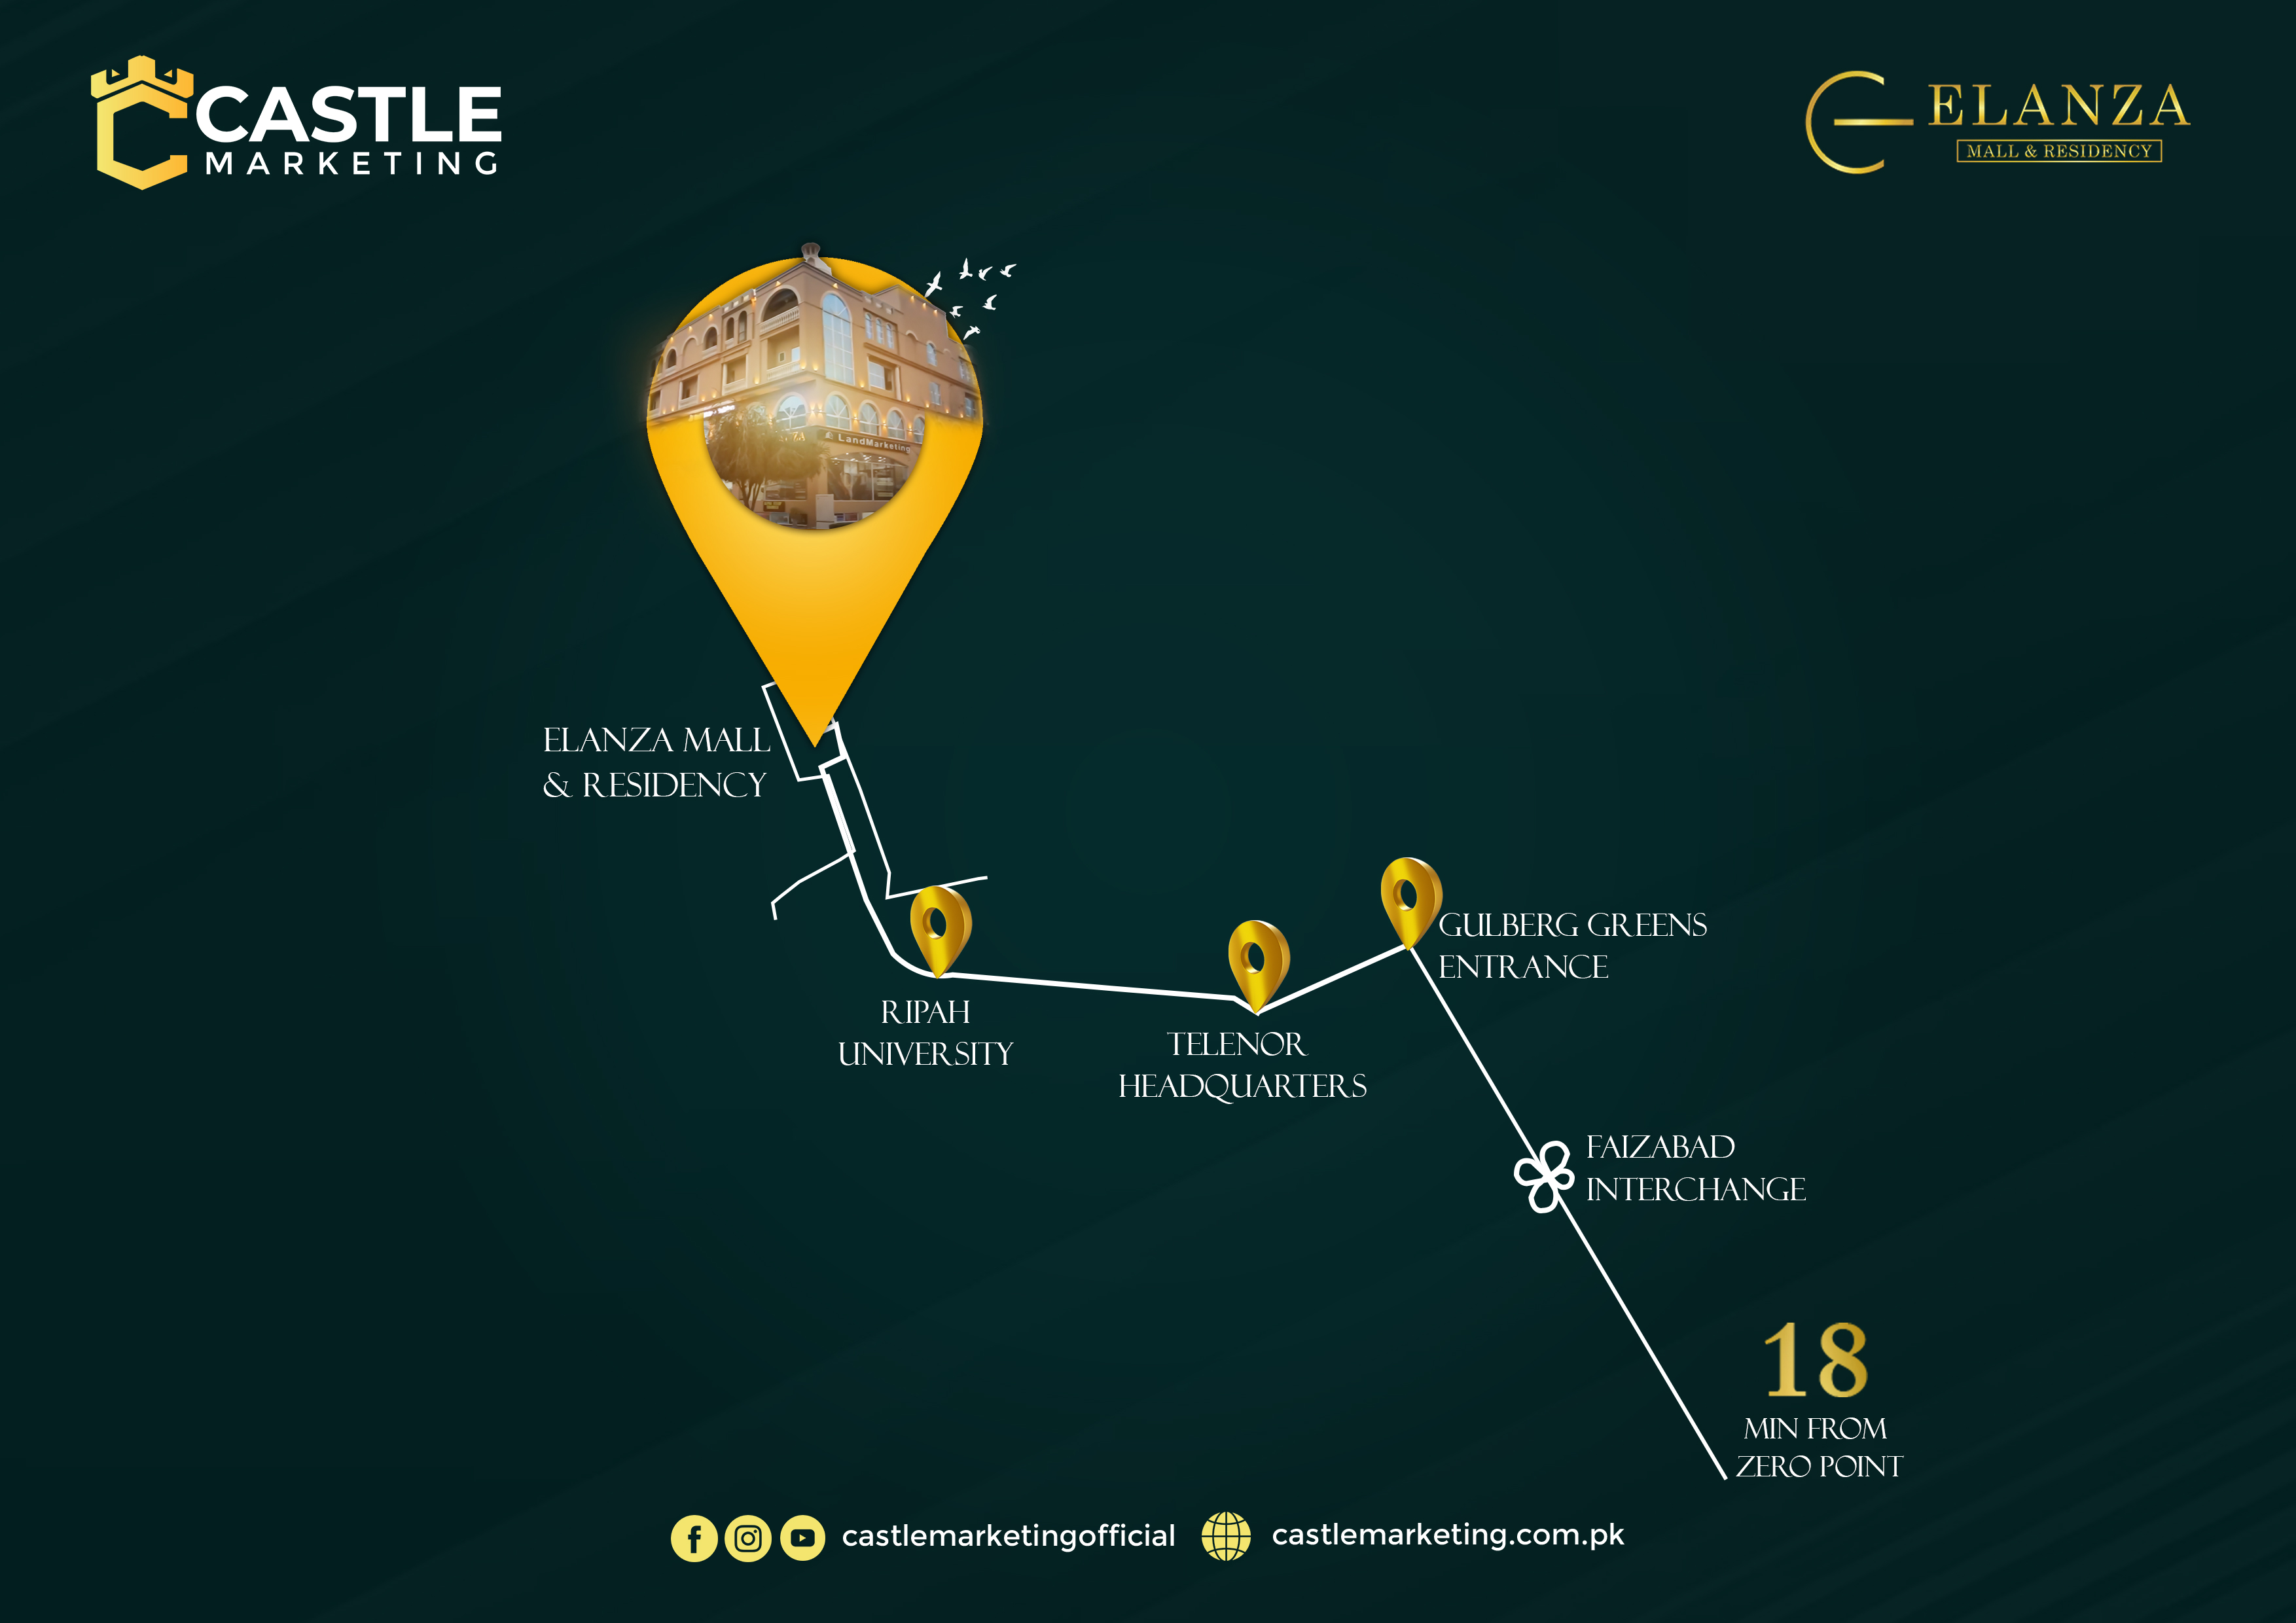 CASTLE
MARKETING
ELANZA
MALL & RESIDENCY
LandMarketing
ELANZA MALL
& RESIDENCY
GULBERG GREENS
ENTRANCE
RIPAH
UNIVERSITY
TELENOR
HEADQUARTERS
FAIZABAD
INTERCHANGE
18
MIN FROM
ZERO POINT
castlemarketingofficial
castlemarketing.com.pk